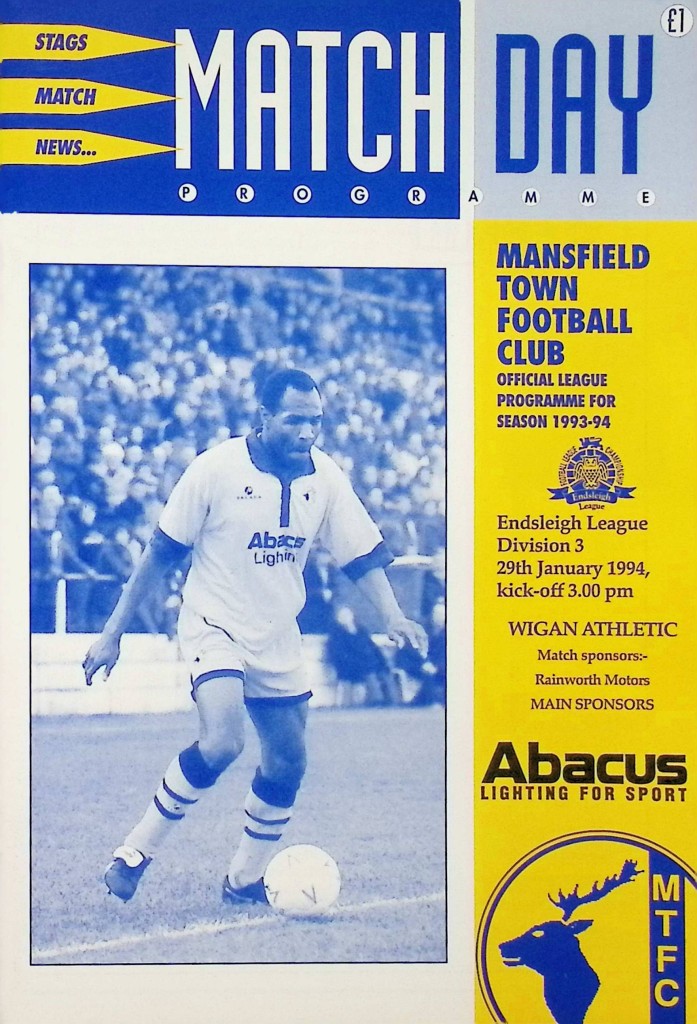 £1
STAGS
MATCH
NEWS...
MATCH DAY
PROGRAMME
MANSFIELD
TOWN
FOOTBALL
CLUB
OFFICIAL LEAGUE
PROGRAMME FOR
SEASON 1993-94
Endsleigh
League
Endsleigh League
Division 3
29th January 1994,
kick-off 3.00 pm
WIGAN ATHLETIC
Match sponsors:-
Rainworth Motors
MAIN SPONSORS
Abacus
LIGHTING FOR SPORT
MTFC
Abacus
Lighting